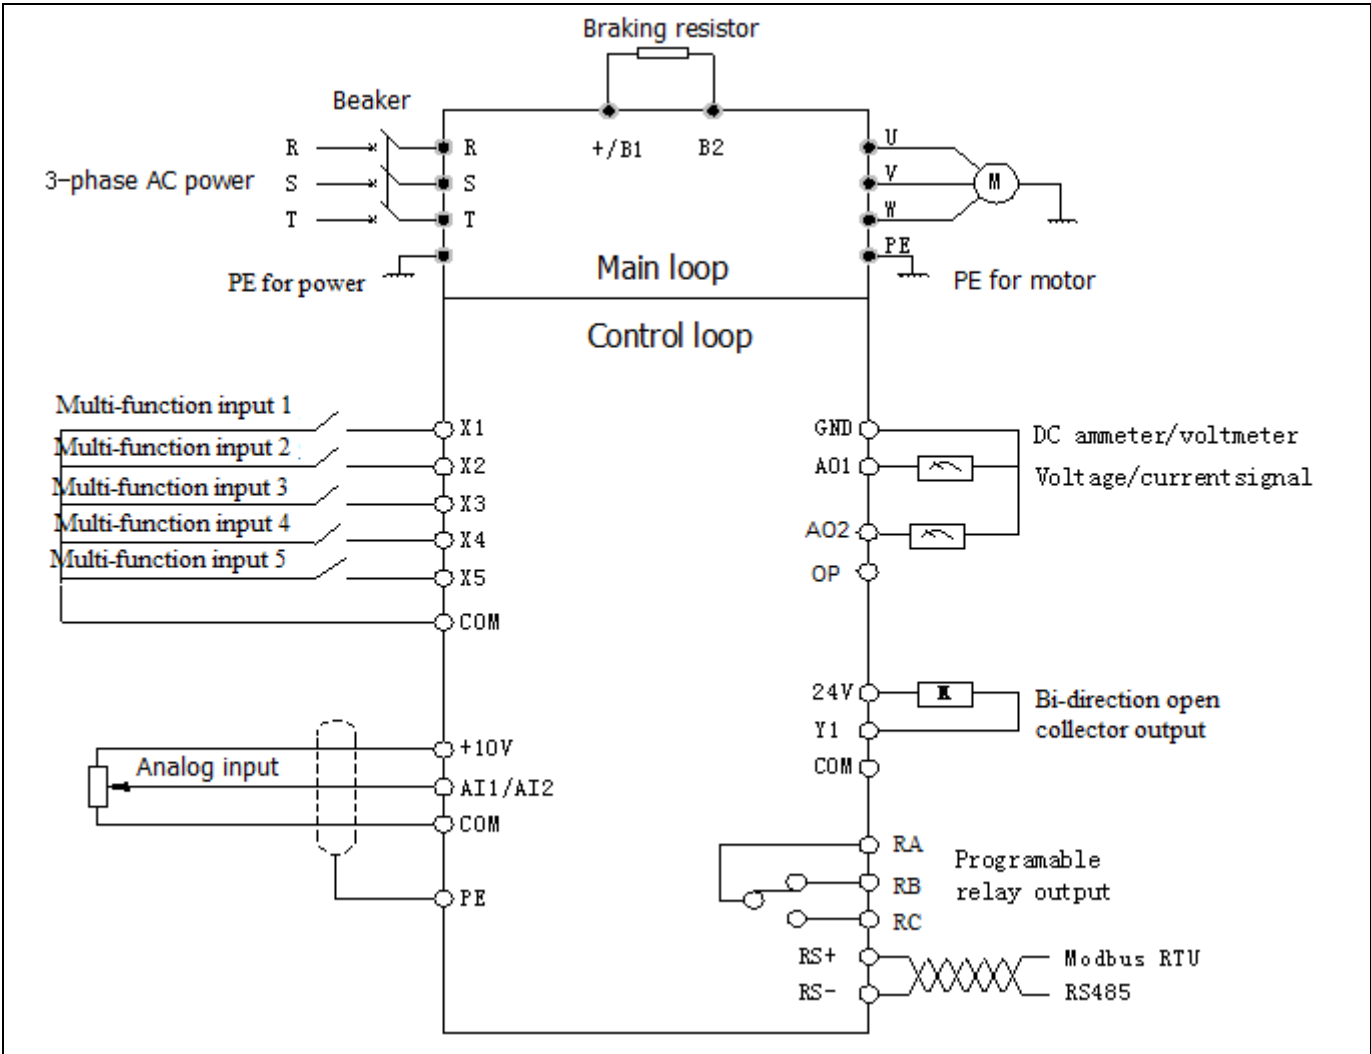 Braking resistor
Beaker
R
R
+/B1
B2
U
3-phase AC power
S
S
V
M
T
T
W
PE
PE for power
Main loop
PE for motor
Control loop
Multi-function input 1
X1
Multi-function input 2
X2
Multi-function input 3
X3
Multi-function input 4
X4
Multi-function input 5
X5
COM
GND
DC ammeter/voltmeter
AO1
Voltage/currentsignal
AO2
OP
24V
K
Bi-direction open
Y1
collector output
COM
+10V
Analog input
AI1/AI2
COM
PE
RA
Programable
RB
relay output
RC
RS+
Modbus RTU
RS-
RS485